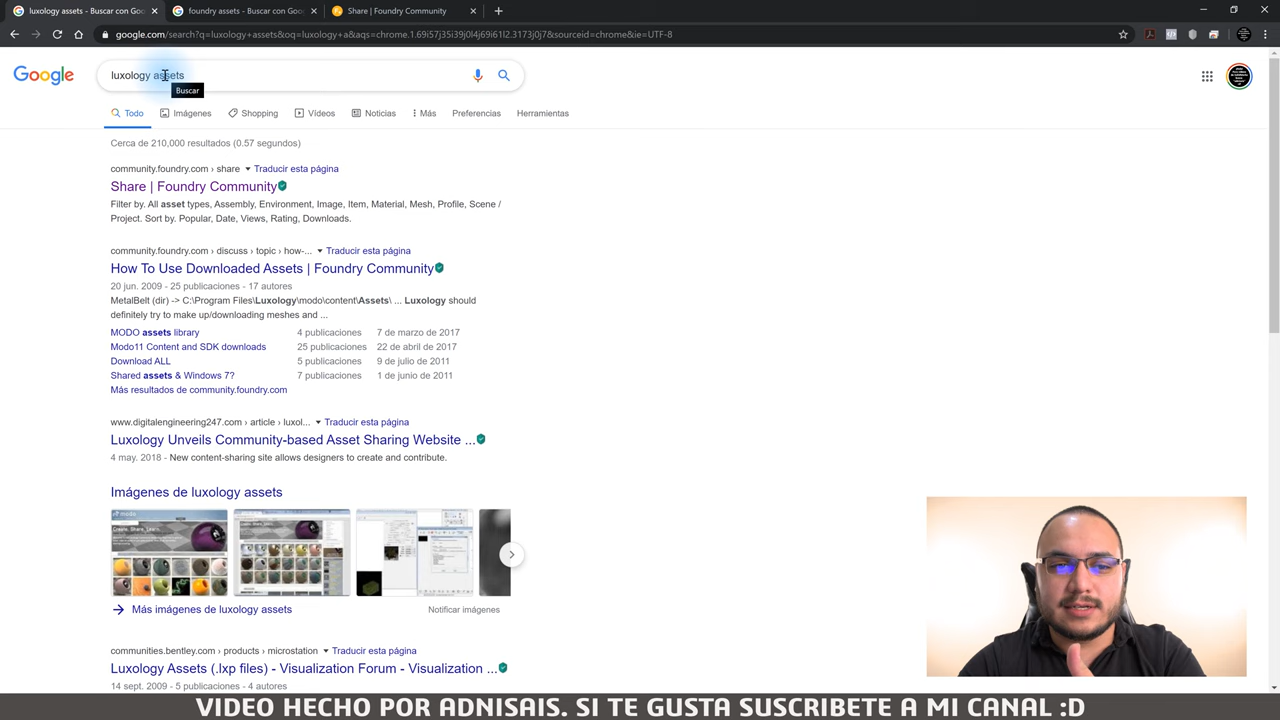 luxology assets - Buscar con Goo
foundry assets - Buscar con Goo
Share | Foundry Community
google.com/search?q=luxology+assets&oq=luxology+a&aqs=chrome.1.69i57j35i39j0l4j69i61l2.3173j0j7&sourceid=chrome&ie=UTF-8
Google
luxology assets
Buscar
Todo
Imágenes
Shopping
Vídeos
Noticias
Más
Preferencias
Herramientas
Cerca de 210,000 resultados (0.57 segundos)
community.foundry.com › share Traducir esta página
Share | Foundry Community
Filter by. All asset types, Assembly, Environment, Image, Item, Material, Mesh, Profile, Scene /
Project. Sort by. Popular, Date, Views, Rating, Downloads.
community.foundry.com › discuss › topic › how-... Traducir esta página
How To Use Downloaded Assets | Foundry Community
20 jun. 2009 - 25 publicaciones - 17 autores
MetalBelt (dir) -> C:\Program Files\Luxology\modo\content\Assets\ ... Luxology should
definitely try to make up/downloading meshes and ...
MODO assets library 4 publicaciones 7 de marzo de 2017
Modo11 Content and SDK downloads 25 publicaciones 22 de abril de 2017
Download ALL 5 publicaciones 9 de julio de 2011
Shared assets & Windows 7? 7 publicaciones 1 de junio de 2011
Más resultados de community.foundry.com
www.digitalengineering247.com › article › luxol... Traducir esta página
Luxology Unveils Community-based Asset Sharing Website ...
4 may. 2018 - New content-sharing site allows designers to create and contribute.
Imágenes de luxology assets
Create. Share. Learn.
Más imágenes de luxology assets
Notificar imágenes
communities.bentley.com › products › microstation Traducir esta página
Luxology Assets (.lxp files) - Visualization Forum - Visualization ...
14 sept. 2009 - 5 publicaciones - 4 autores
VIDEO HECHO POR ADNISAIS. SI TE GUSTA SUSCRIBETE A MI CANAL :D